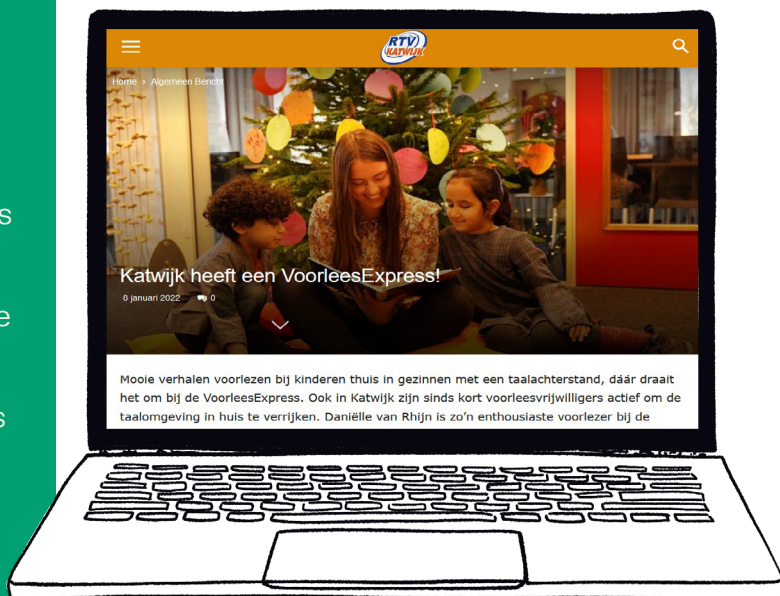 s
e
s
RTV
KATWIJK
Home › Algemeen Bericht
Katwijk heeft een VoorleesExpress!
8 januari 2022 0
Mooie verhalen voorlezen bij kinderen thuis in gezinnen met een taalachterstand, dáár draait
het om bij de VoorleesExpress. Ook in Katwijk zijn sinds kort voorleesvrijwilligers actief om de
taalomgeving in huis te verrijken. Daniëlle van Rhijn is zo’n enthousiaste voorlezer bij de